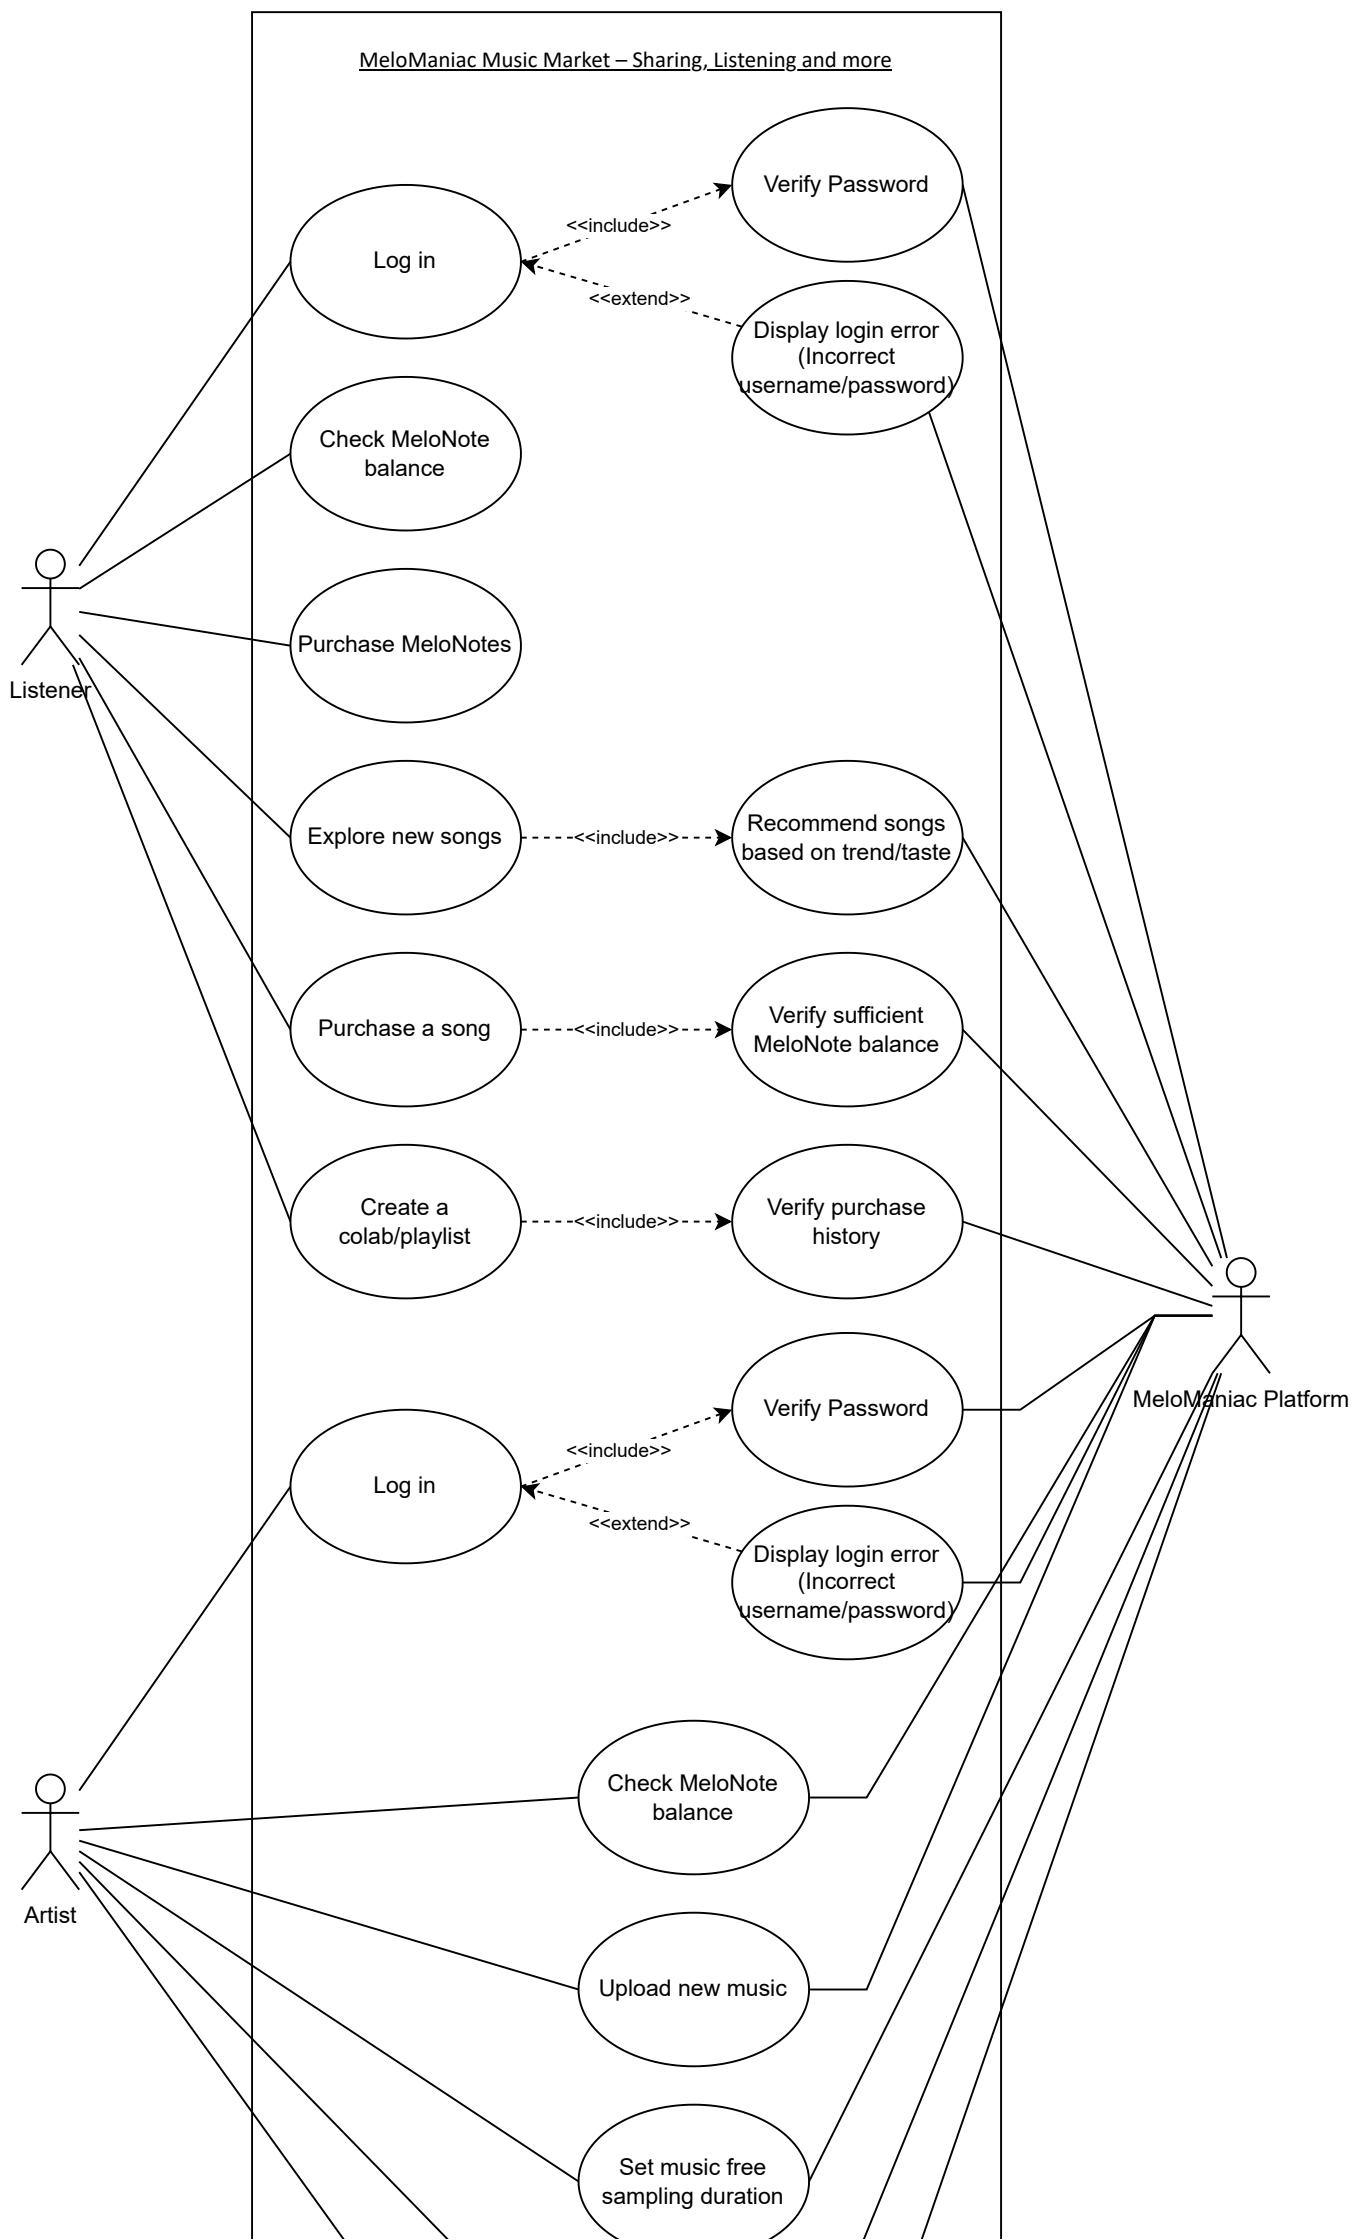 MeloManiac Music Market – Sharing, Listening and more
Verify Password
<<include>>
Log in
<<extend>>
Display login error
(Incorrect
username/password)
Check MeloNote
balance
Purchase MeloNotes
Listener
Explore new songs
<<include>>
Recommend songs
based on trend/taste
Purchase a song
<<include>>
Verify sufficient
MeloNote balance
Create a
colab/playlist
<<include>>
Verify purchase
history
MeloManiac Platform
Verify Password
<<include>>
Log in
<<extend>>
Display login error
(Incorrect
username/password)
Check MeloNote
balance
Artist
Upload new music
Set music free
sampling duration